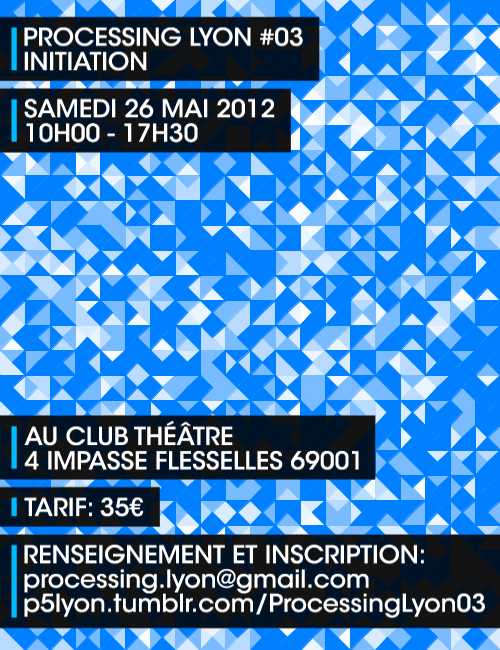 PROCESSING LYON #03
INITIATION
SAMEDI 26 MAI 2012
10H00 - 17H30
AU CLUB THÉÂTRE
4 IMPASSE FLESSELLES 69001
TARIF: 35€
RENSEIGNEMENT ET INSCRIPTION:
processing.lyon@gmail.com
p5lyon.tumblr.com/ProcessingLyon03